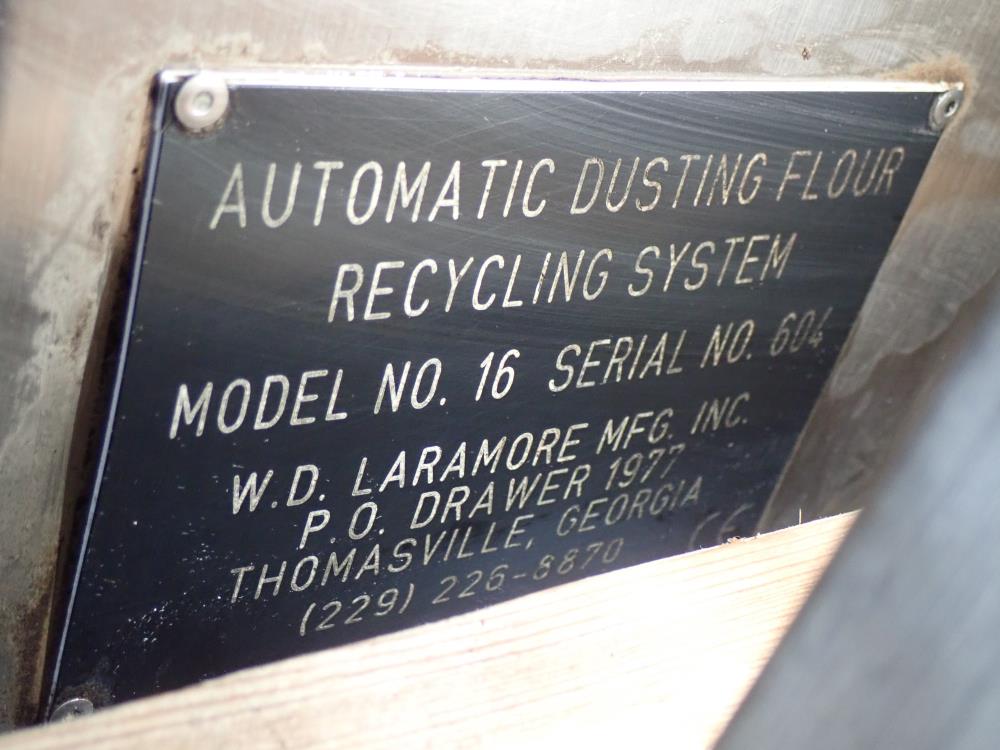 AUTOMATIC DUSTING FLOUR
RECYCLING SYSTEM
MODEL NO. 16 SERIAL NO. 604
W.D. LARAMORE MFG. INC.
P.O. DRAWER 1977
THOMASVILLE, GEORGIA
(229) 226-8870
CE